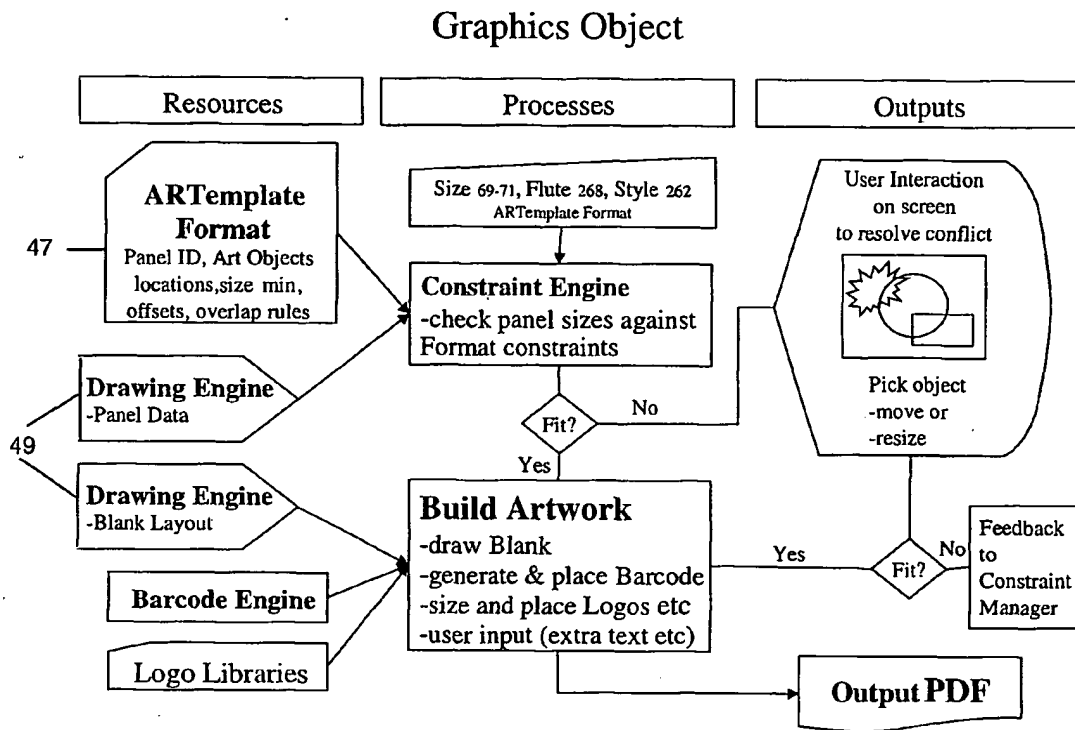 Graphics Object
Resources
Processes
Outputs
ARTemplate
Format
Panel ID, Art Objects
locations,size min,
offsets, overlap rules
47
Size 69-71, Flute 268, Style 262
ARTemplate Format
User Interaction
on screen
to resolve conflict
Constraint Engine
-check panel sizes against
Format constraints
Pick object
-move or
-resize
Drawing Engine
-Panel Data
49
Fit?
No
Yes
Drawing Engine
-Blank Layout
Build Artwork
-draw Blank
-generate & place Barcode
-size and place Logos etc
-user input (extra text etc)
Yes
Fit?
No
Feedback
to
Constraint
Manager
Barcode Engine
Logo Libraries
Output PDF